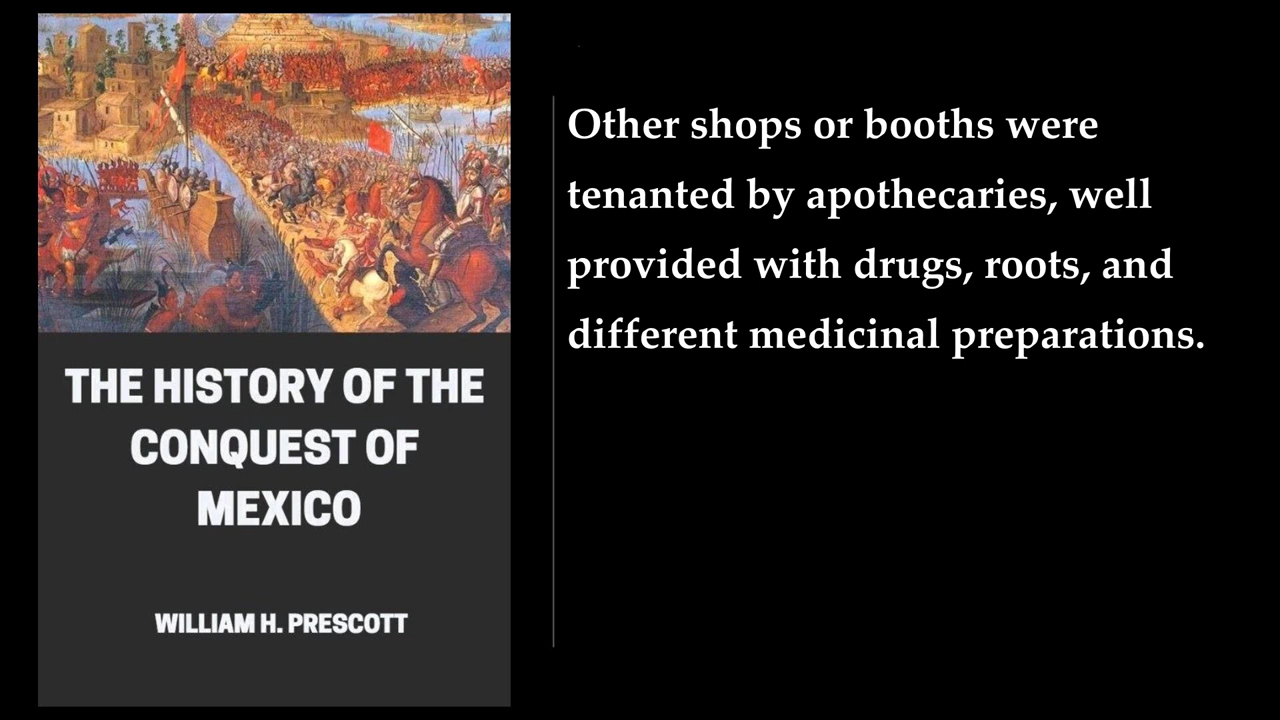 THE HISTORY OF THE
CONQUEST OF
MEXICO
WILLIAM H. PRESCOTT
Other shops or booths were
tenanted by apothecaries, well
provided with drugs, roots, and
different medicinal preparations.